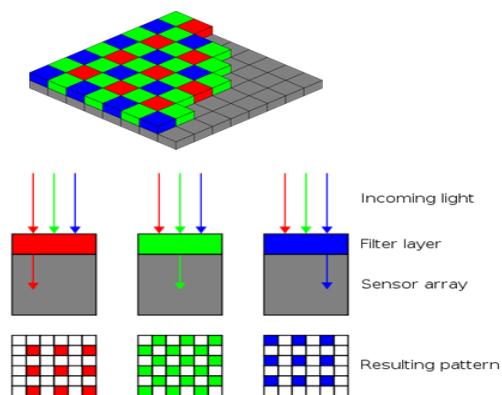 Incoming light
Filter layer
Sensor array
Resulting pattern